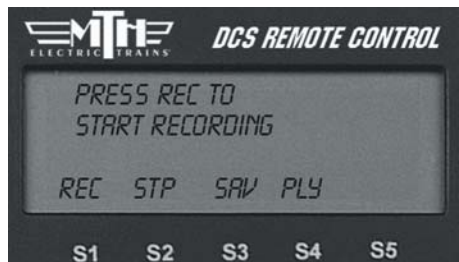 MTH DCS REMOTE CONTROL
ELECTRIC TRAINS
PRESS REC TO
START RECORDING
REC STP SAV PLY
S1 S2 S3 S4 S5